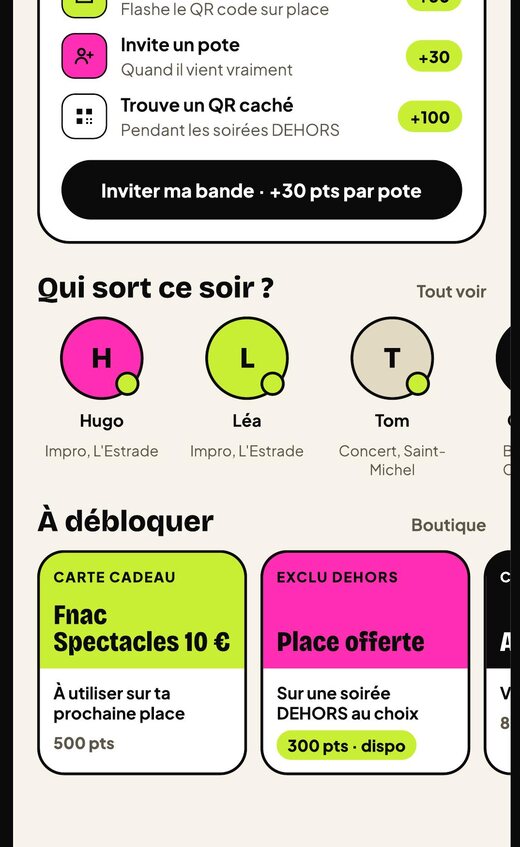 Flashe le QR code sur place
Invite un pote
Quand il vient vraiment
+30
Trouve un QR caché
Pendant les soirées DEHORS
+100
Inviter ma bande · +30 pts par pote
Qui sort ce soir ?
Tout voir
H
L
T
Hugo
Léa
Tom
Impro, L'Estrade
Impro, L'Estrade
Concert, Saint-
Michel
À débloquer
Boutique
CARTE CADEAU
Fnac
Spectacles 10 €
À utiliser sur ta
prochaine place
500 pts
EXCLU DEHORS
Place offerte
Sur une soirée
DEHORS au choix
300 pts · dispo